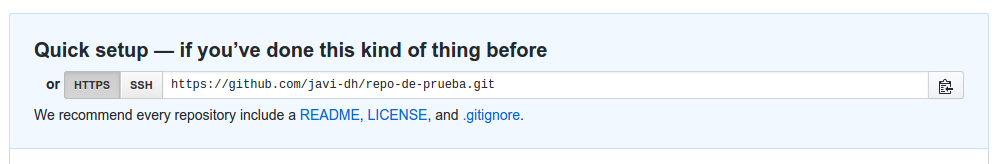 Quick setup — if you’ve done this kind of thing before
or HTTPS SSH https://github.com/javi-dh/repo-de-prueba.git
We recommend every repository include a README, LICENSE, and .gitignore.